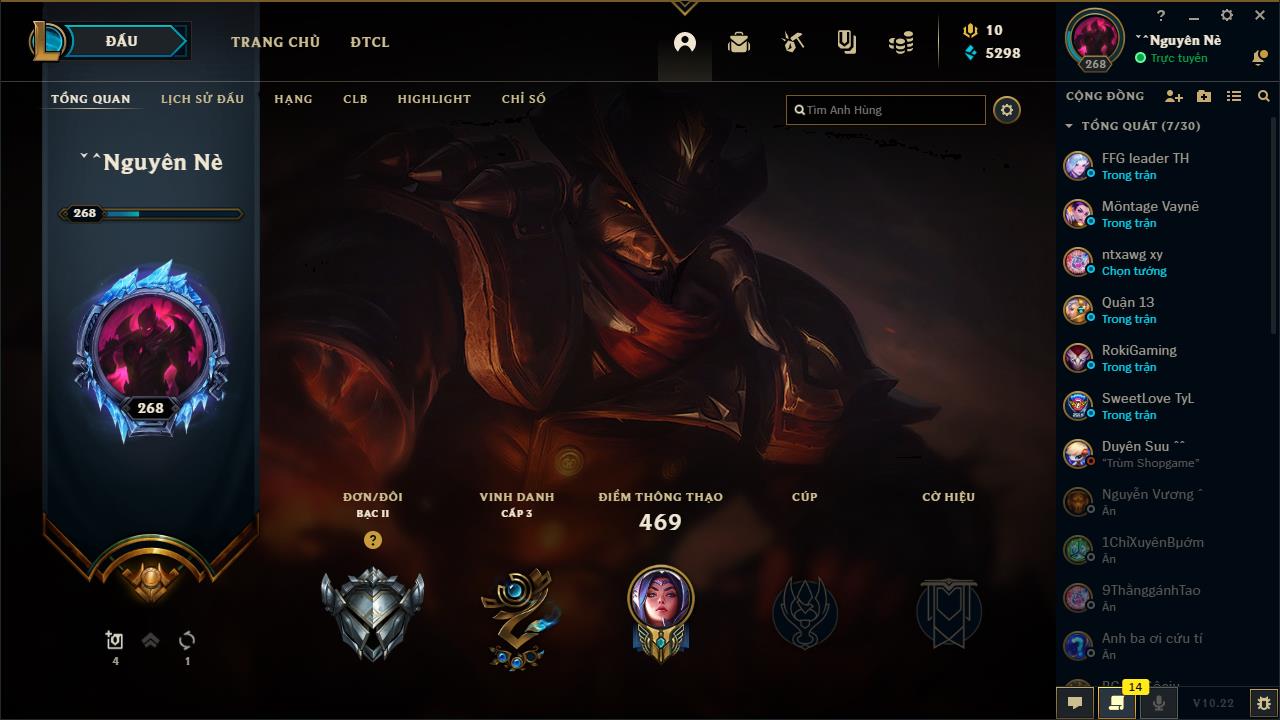 ĐẤU
TRANG CHỦ
ĐTCL
10
5298
?
268
ˇˆNguyên Nè
Trực tuyến
TỔNG QUAN
LỊCH SỬ ĐẤU
HẠNG
CLB
HIGHLIGHT
CHỈ SỐ
Tìm Anh Hùng
CỘNG ĐỒNG
TỔNG QUÁT (7/30)
ˇˆNguyên Nè
268
268
FFG leader TH
Trong trận
Möntage Vaynë
Trong trận
ntxawg xy
Chọn tướng
Quân 13
Trong trận
RokiGaming
Trong trận
SweetLove TyL
Trong trận
Duyên Suu ˆˆ
"Trùm Shopgame"
Nguyễn Vương ˆ
Ẩn
1ChỉXuyênBµớm
Ẩn
9ThằnggánhTao
Ẩn
Anh ba ơi cứu tí
Ẩn
ĐƠN/ĐÔI
BẠC II
?
VINH DANH
CẤP 3
ĐIỂM THÔNG THẠO
469
CÚP
CỜ HIỆU
4
1
14
V10.22